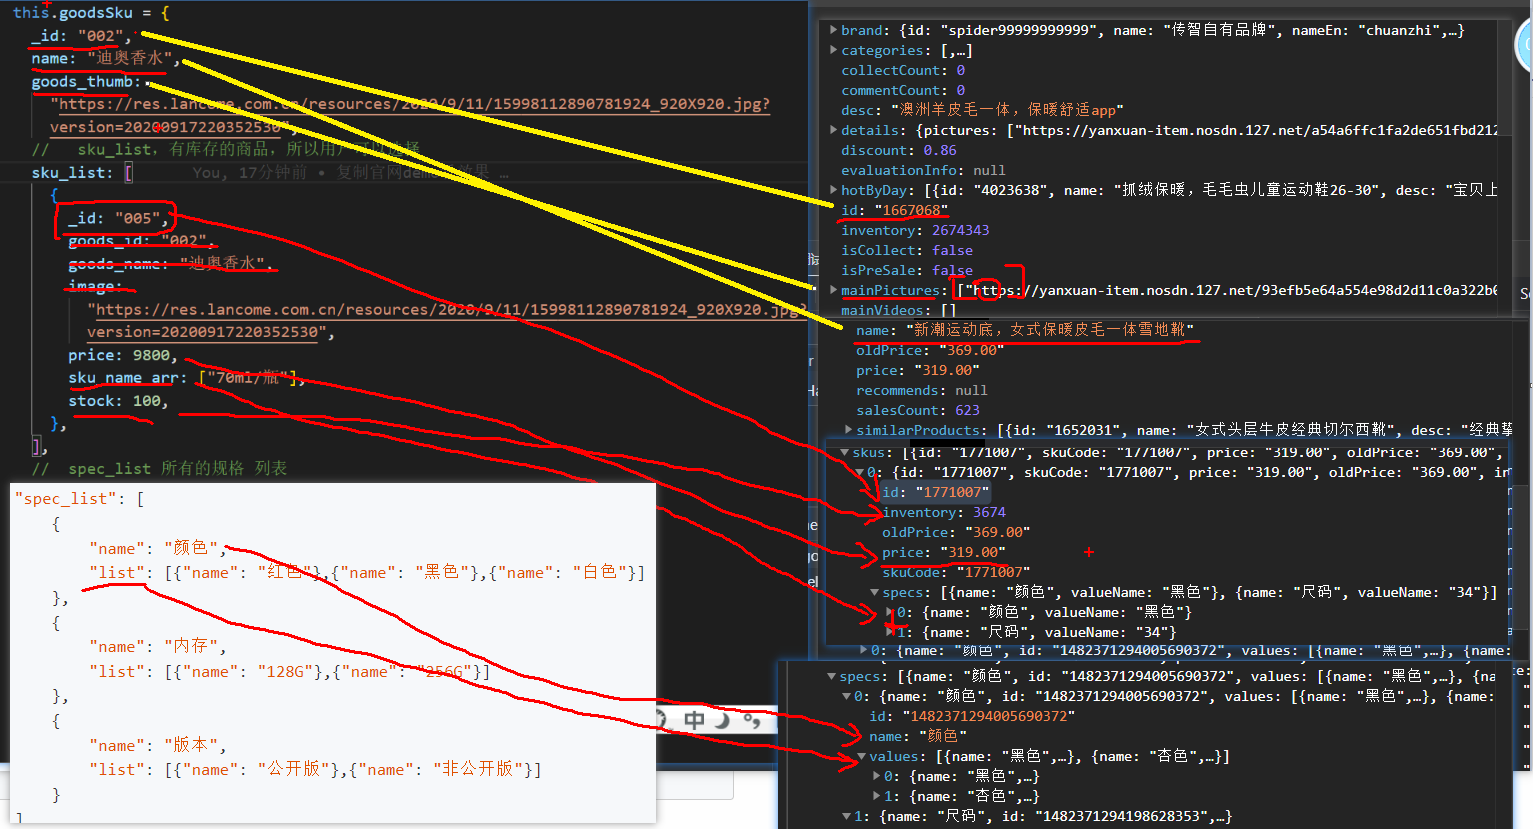 this.goodsSku = {
_id: "002",
name: "迪奥香水",
goods_thumb:
"https://res.lancome.com.cn/resources/2020/9/11/15998112890781924_920X920.jpg?
version=20200917220352530",
// sku_list, 有库存的商品, 所以用户可以选择
sku_list: [
You, 17分钟前 • 复制官网demo 效果 …
{
_id: "005",
goods_id: "002",
goods_name: "迪奥香水",
image:
"https://res.lancome.com.cn/resources/2020/9/11/15998112890781924_920X920.jpg?
version=20200917220352530",
price: 9800,
sku_name_arr: ["70ml/瓶"],
stock: 100,
},
],
// spec_list 所有的规格 列表
"spec_list": [
{
"name": "颜色",
"list": [{"name": "红色"},{"name": "黑色"},{"name": "白色"}]
},
{
"name": "内存",
"list": [{"name": "128G"},{"name": "256G"}]
},
{
"name": "版本",
"list": [{"name": "公开版"},{"name": "非公开版"}]
}
]
中
brand: {id: "spider99999999999", name: "传智自有品牌", nameEn: "chuanzhi",…}
categories: [,…]
collectCount: 0
commentCount: 0
desc: "澳洲羊皮毛一体，保暖舒适app"
details: {pictures: ["https://yanxuan-item.nosdn.127.net/a54a6ffc1fa2de651fbd212
discount: 0.86
evaluationInfo: null
hotByDay: [{id: "4023638", name: "抓绒保暖，毛毛虫儿童运动鞋26-30", desc: "宝贝上
id: "1667068"
inventory: 2674343
isCollect: false
isPreSale: false
mainPictures: ["https://yanxuan-item.nosdn.127.net/93efb5e64a554e98d2d11c0a322b6
mainVideos: []
name: "新潮运动底，女式保暖皮毛一体雪地靴"
oldPrice: "369.00"
price: "319.00"
recommends: null
salesCount: 623
similarProducts: [{id: "1652031", name: "女式头层牛皮经典切尔西靴", desc: "经典挚
skus: [{id: "1771007", skuCode: "1771007", price: "319.00", oldPrice: "369.00",
0: {id: "1771007", skuCode: "1771007", price: "319.00", oldPrice: "369.00", in
id: "1771007"
inventory: 3674
oldPrice: "369.00"
price: "319.00"
skuCode: "1771007"
specs: [{name: "颜色", valueName: "黑色"}, {name: "尺码", valueName: "34"}]
0: {name: "颜色", valueName: "黑色"}
1: {name: "尺码", valueName: "34"}
0: {name: "颜色", id: "1482371294005690372", values: [{name: "黑色",…}, {name:
specs: [{name: "颜色", id: "1482371294005690372", values: [{name: "黑色",…}, {na
0: {name: "颜色", id: "1482371294005690372", values: [{name: "黑色",…}, {name:
id: "1482371294005690372"
name: "颜色"
values: [{name: "黑色",…}, {name: "杏色",…}]
0: {name: "黑色",…}
1: {name: "杏色",…}
1: {name: "尺码", id: "1482371294198628353",…}